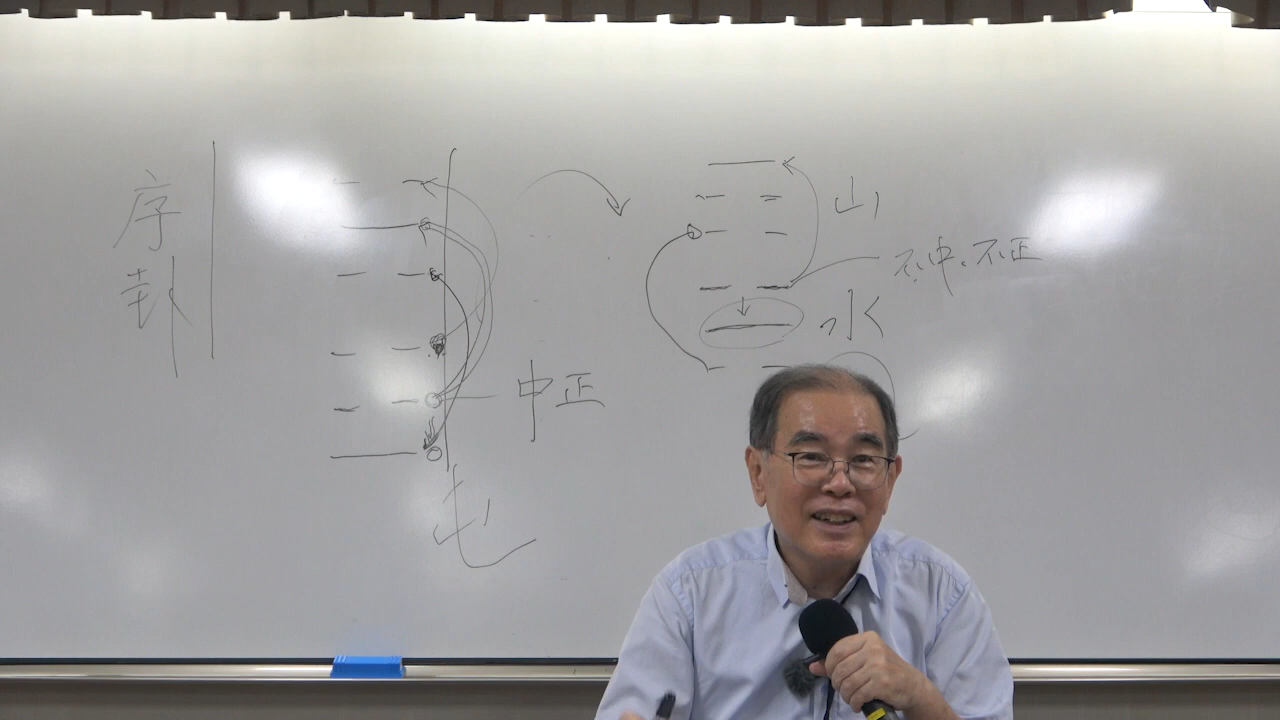 序
卦
中正
屯
山
不中、不正
水